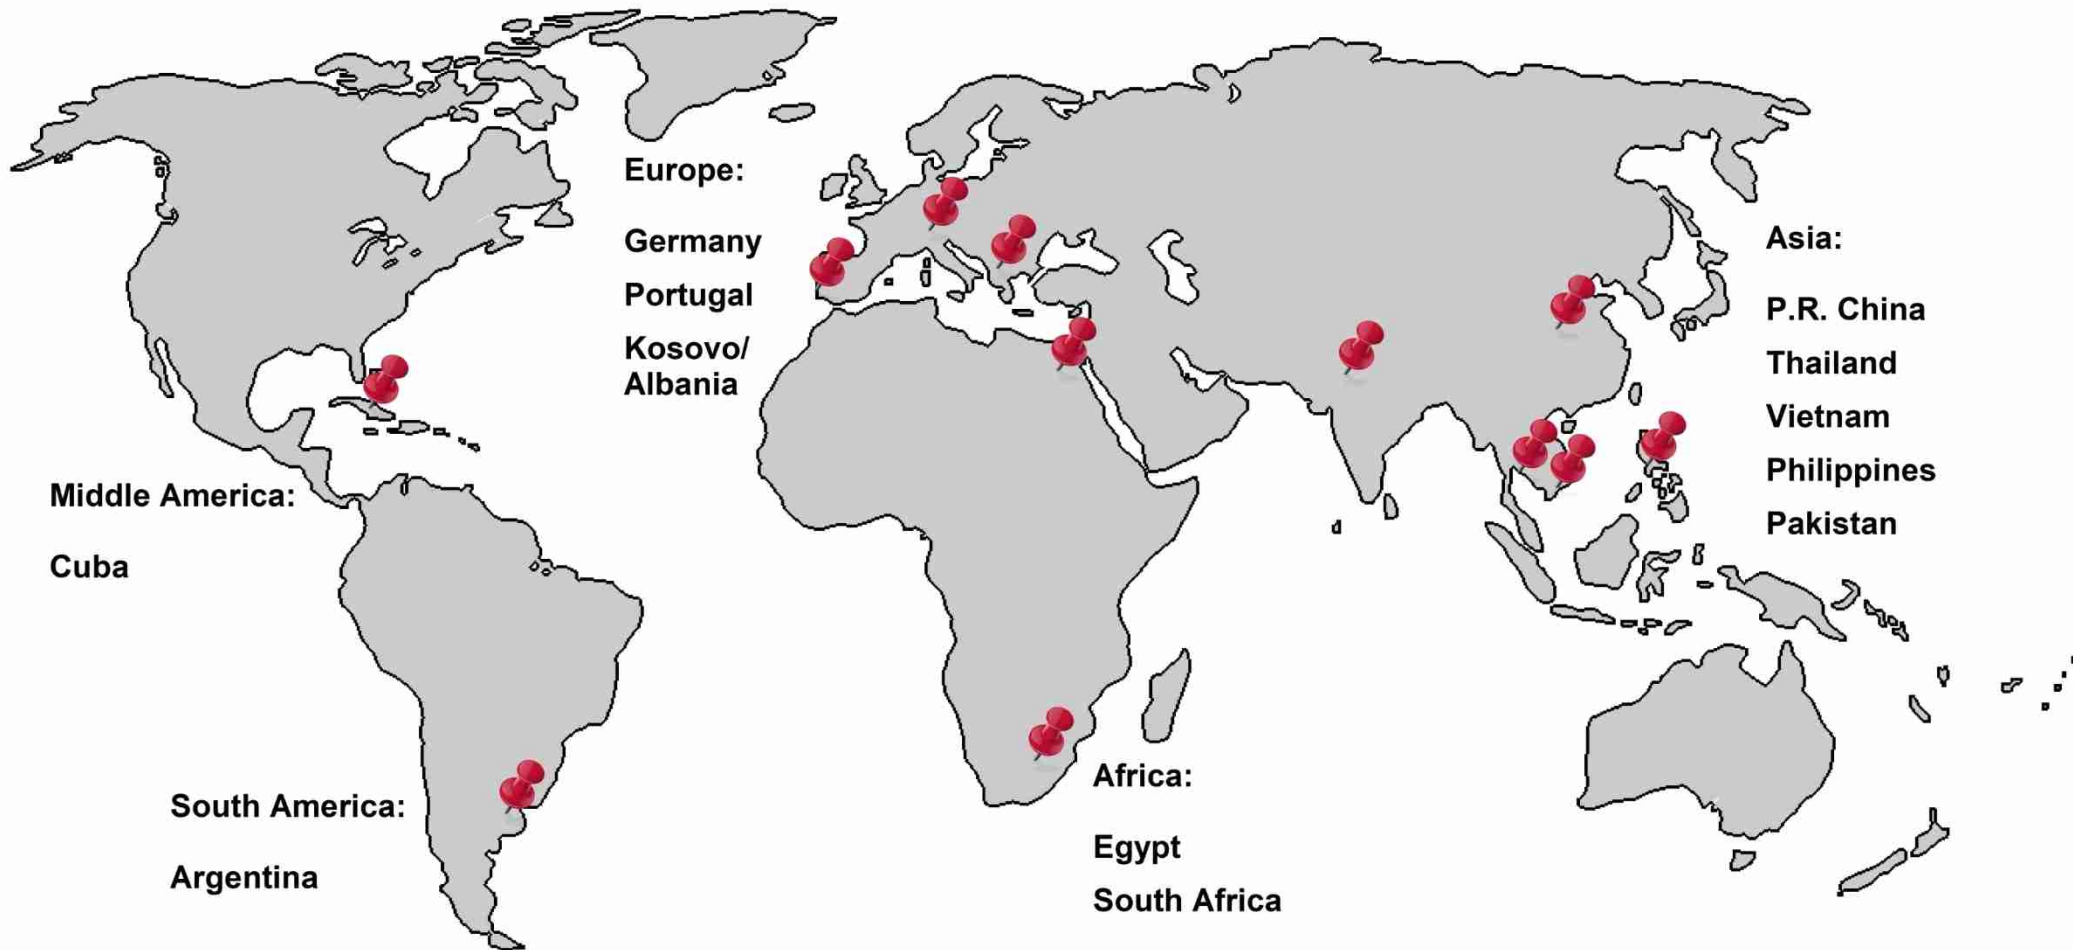 Europe:
Germany
Portugal
Kosovo/
Albania
Asia:
P.R. China
Thailand
Vietnam
Philippines
Pakistan
Middle America:
Cuba
South America:
Argentina
Africa:
Egypt
South Africa